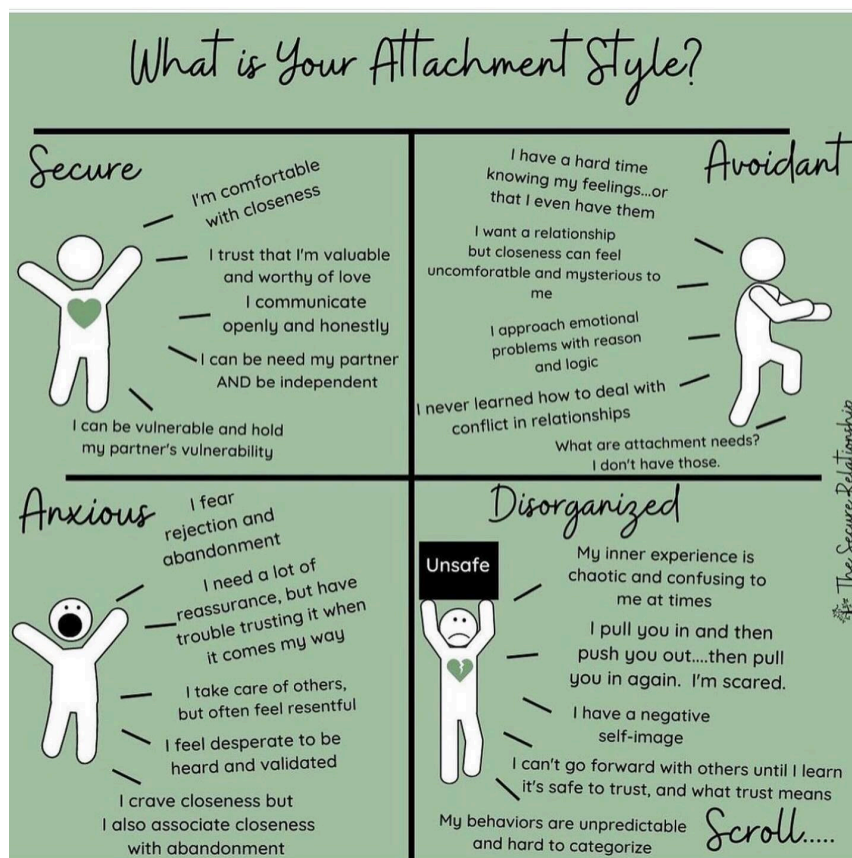 What is Your Attachment Style?
Secure
I'm comfortable
with closeness
I trust that I'm valuable
and worthy of love
I communicate
openly and honestly
I can be need my partner
AND be independent
I can be vulnerable and hold
my partner's vulnerability
Avoidant
I have a hard time
knowing my feelings...or
that I even have them
I want a relationship
but closeness can feel
uncomforatble and mysterious to
me
I approach emotional
problems with reason
and logic
I never learned how to deal with
conflict in relationships
What are attachment needs?
I don't have those.
Anxious
I fear
rejection and
abandonment
I need a lot of
reassurance, but have
trouble trusting it when
it comes my way
I take care of others,
but often feel resentful
I feel desperate to be
heard and validated
I crave closeness but
I also associate closeness
with abandonment
Disorganized
Unsafe
My inner experience is
chaotic and confusing to
me at times
I pull you in and then
push you out....then pull
you in again. I'm scared.
I have a negative
self-image
I can't go forward with others until I learn
it's safe to trust, and what trust means
My behaviors are unpredictable
and hard to categorize
Scroll.....
The Secure Relationship